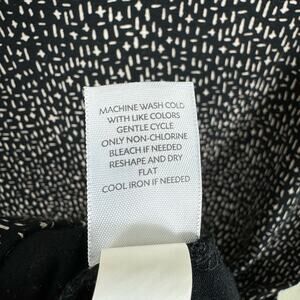 MACHINE WASH COLD
WITH LIKE COLORS
GENTLE CYCLE
ONLY NON-CHLORINE
BLEACH IF NEEDED
RESHAPE AND DRY
FLAT
COOL IRON IF NEEDED